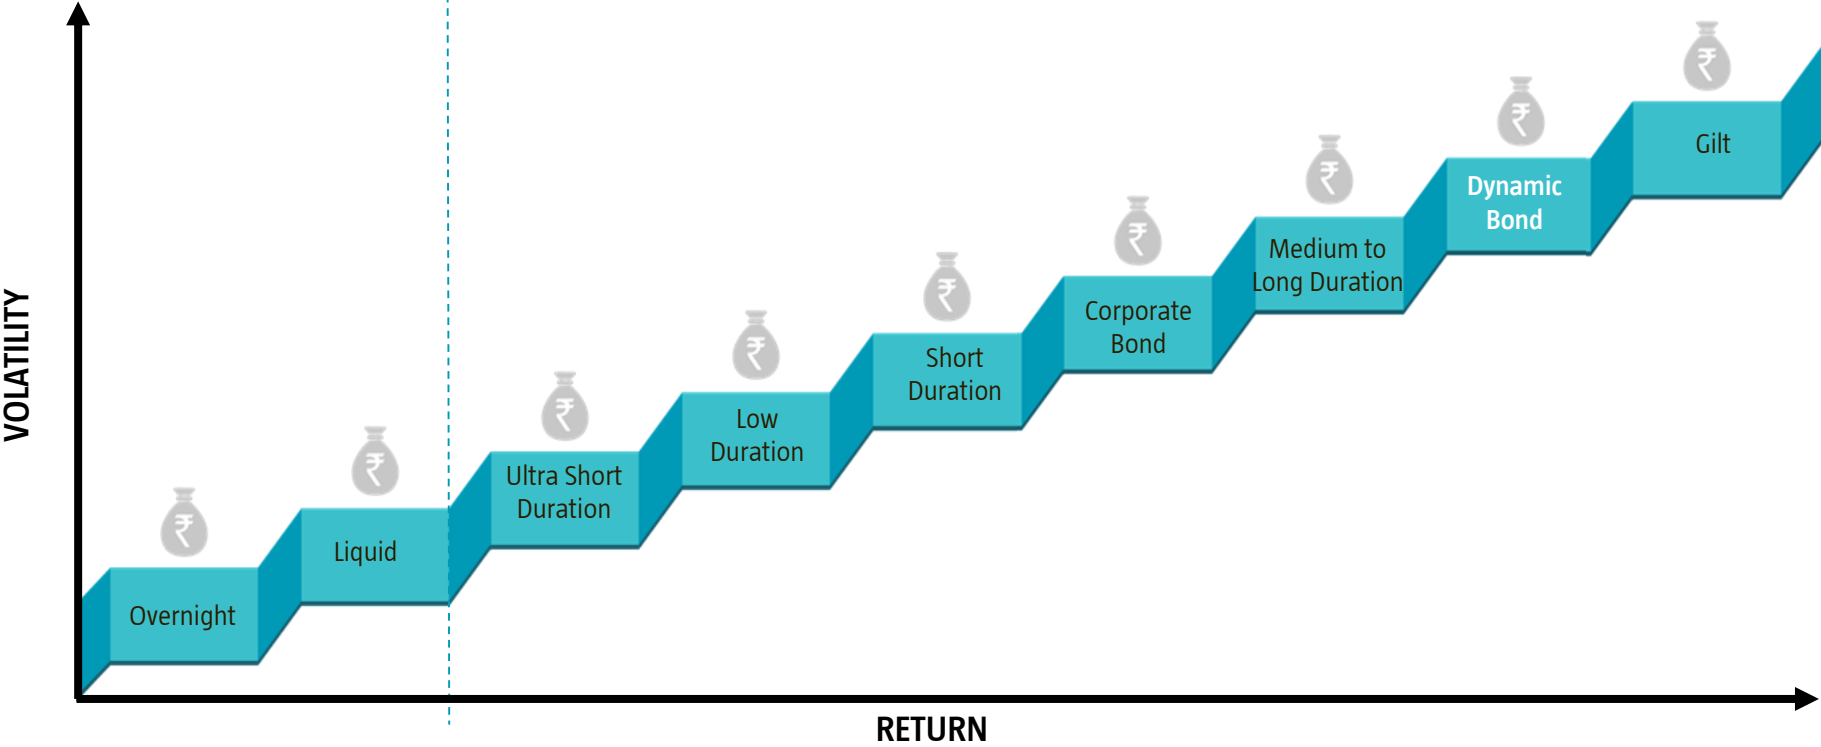 VOLATILITY
₹
Overnight
₹
Liquid
₹
Ultra Short
Duration
₹
Low
Duration
₹
Short
Duration
₹
Corporate
Bond
₹
Medium to
Long Duration
₹
Dynamic
Bond
₹
Gilt
RETURN